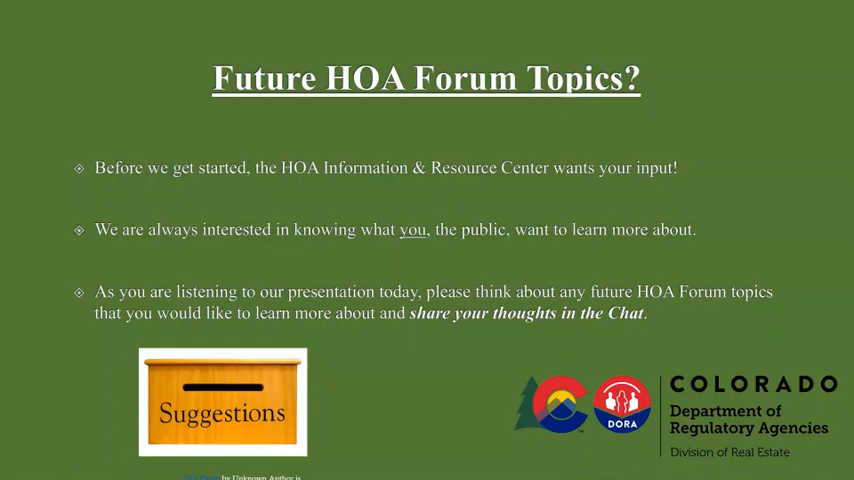 Future HOA Forum Topics?
Before we get started, the HOA Information & Resource Center wants your input!
We are always interested in knowing what you, the public, want to learn more about.
As you are listening to our presentation today, please think about any future HOA Forum topics
that you would like to learn more about and share your thoughts in the Chat.
Suggestions
DORA
COLORADO
Department of
Regulatory Agencies
Division of Real Estate
by Unknown Author is